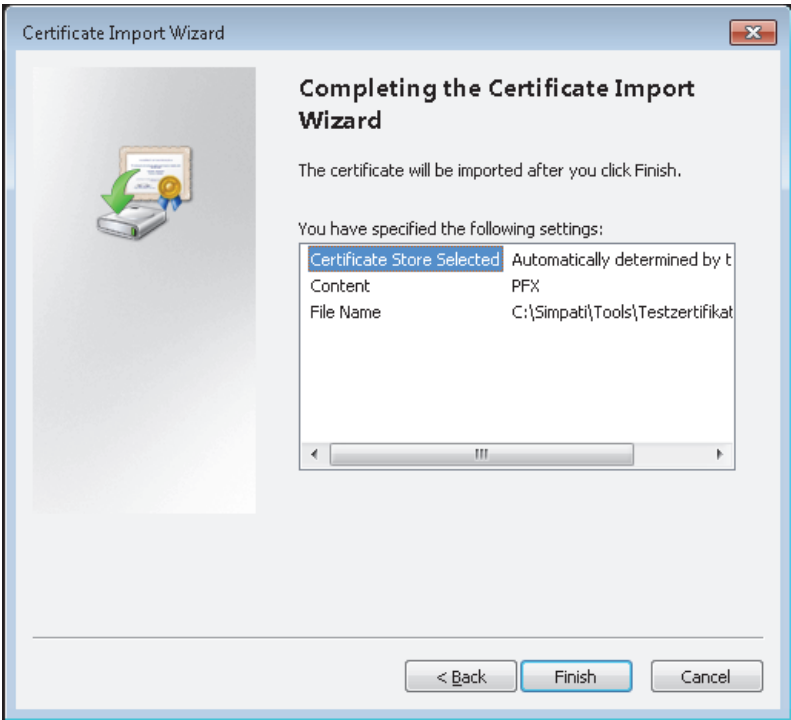 Certificate Import Wizard
Completing the Certificate Import
Wizard
The certificate will be imported after you click Finish.
You have specified the following settings:
Certificate Store Selected Automatically determined by t
Content PFX
File Name C:\Simpati\Tools\Testzertifikat
< Back Finish Cancel